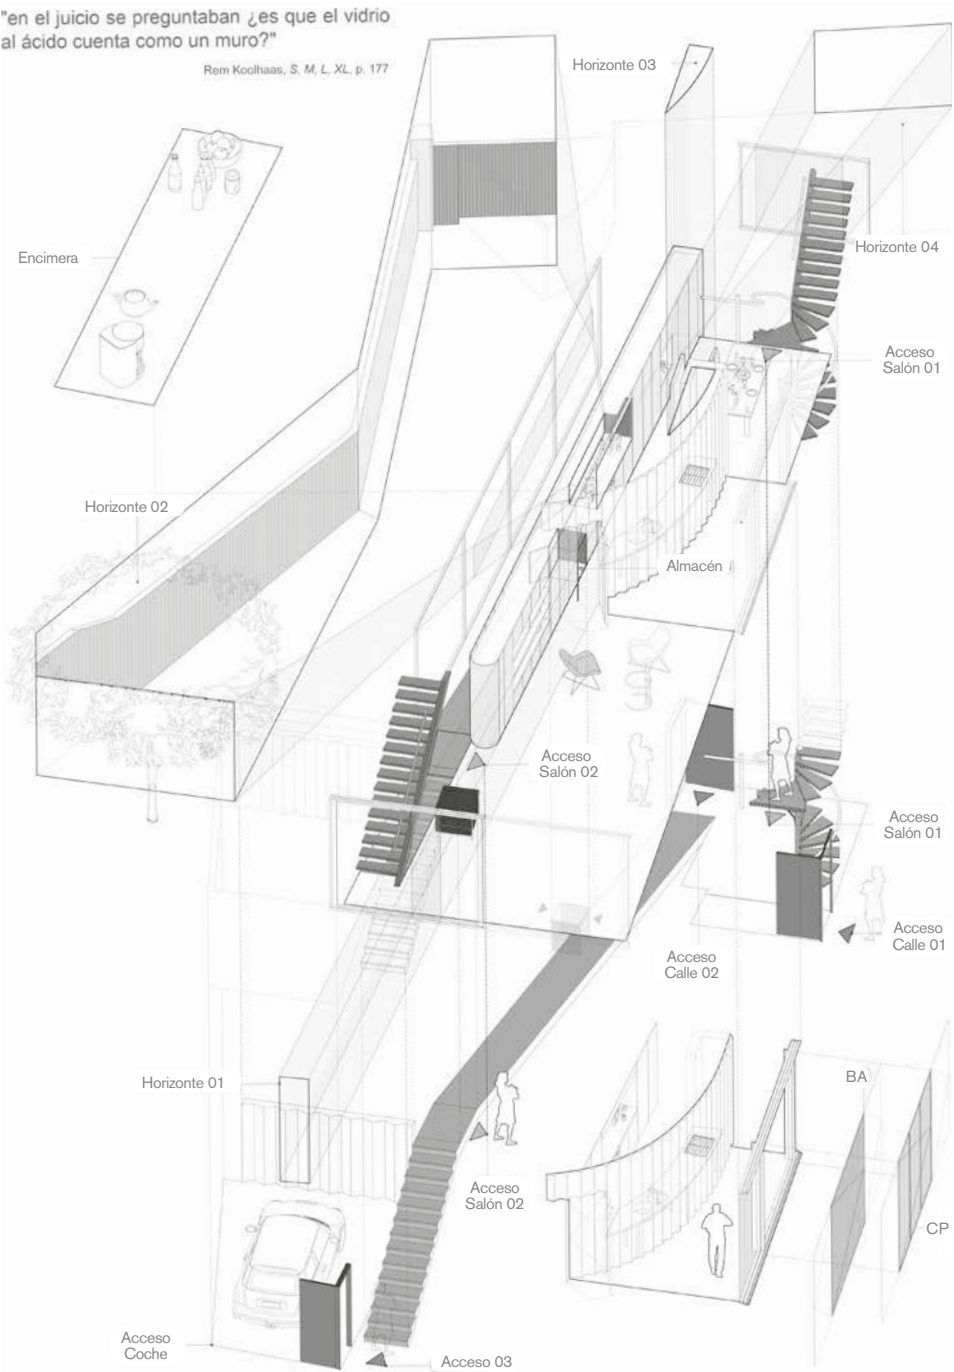 "en el juicio se preguntaban ¿es que el vidrio
al ácido cuenta como un muro?"
Rem Koolhaas, S, M, L, XL, p. 177
Horizonte 03
Encimera
Horizonte 04
Acceso
Salón 01
Horizonte 02
Almacén
Acceso
Salón 02
Acceso
Salón 01
Acceso
Calle 01
Acceso
Calle 02
Horizonte 01
BA
Acceso
Salón 02
CP
Acceso
Coche
Acceso 03